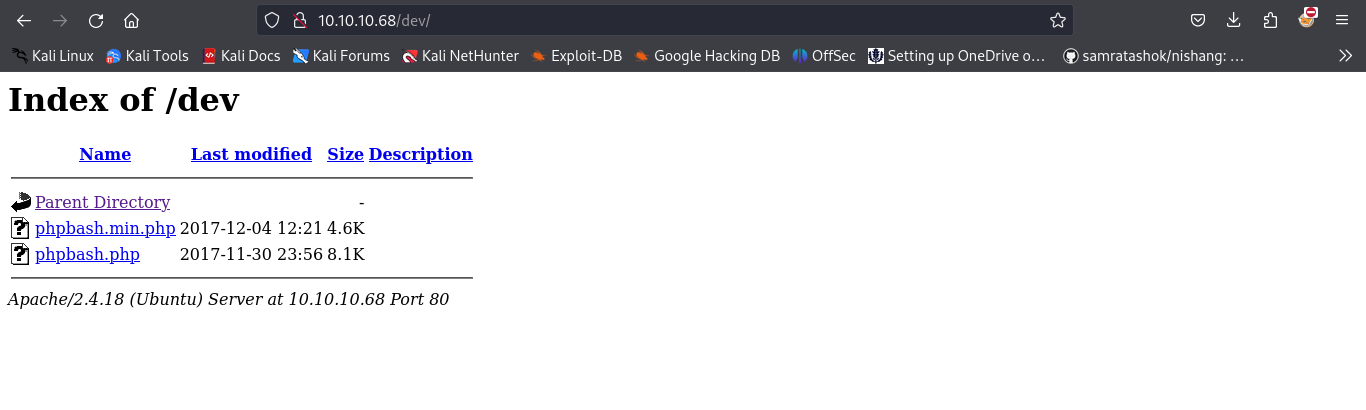 10.10.10.68/dev/
Kali Linux Kali Tools Kali Docs Kali Forums Kali NetHunter Exploit-DB Google Hacking DB OffSec Setting up OneDrive o... samratashok/nishang: ...
Index of /dev
Name Last modified Size Description
Parent Directory -
phpbash.min.php 2017-12-04 12:21 4.6K
phpbash.php 2017-11-30 23:56 8.1K
Apache/2.4.18 (Ubuntu) Server at 10.10.10.68 Port 80